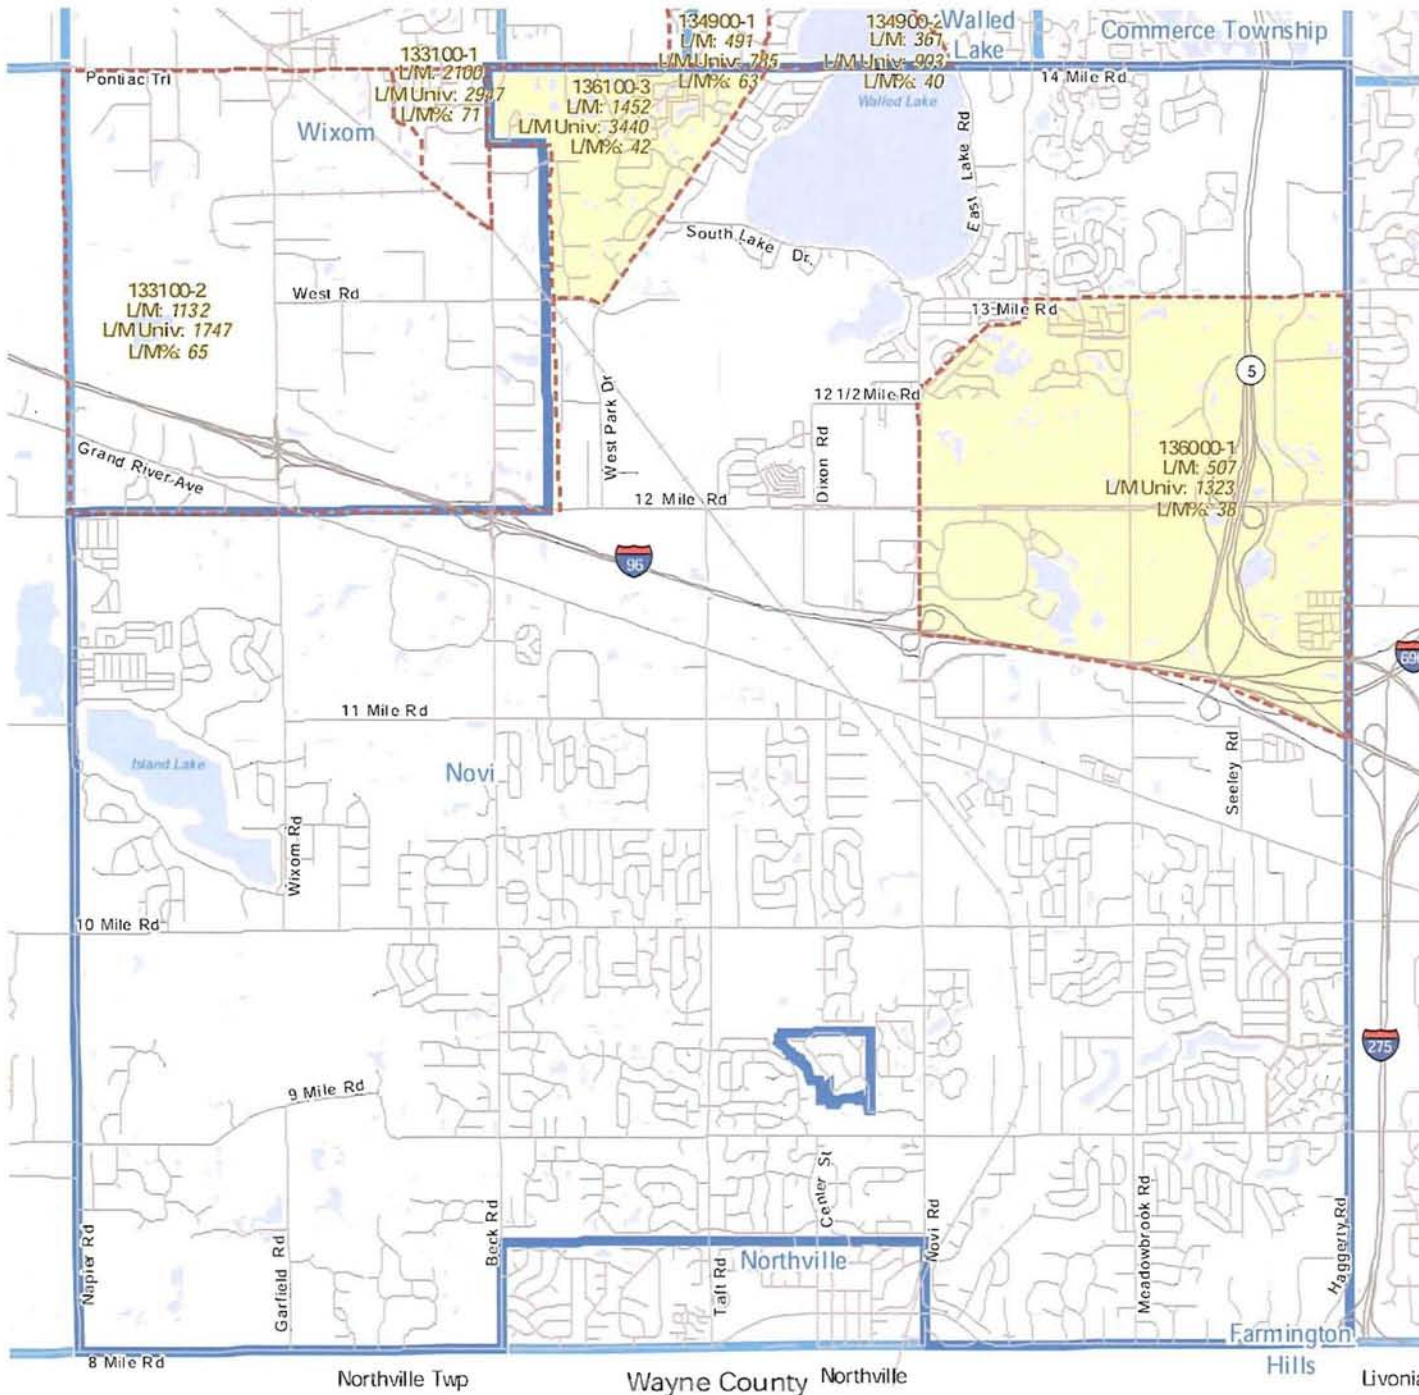 134900-1
L/M: 491
L/M Univ: 785
L/M%: 63
134900-2
L/M: 367
L/M Univ: 903
L/M%: 40
Walled
Lake
Commerce Township
133100-1
L/M: 2100
L/M Univ: 2947
L/M%: 71
Pontiac Trl
14 Mile Rd
136100-3
L/M: 1452
L/M Univ: 3440
L/M%: 42
Walled Lake
Wixom
East Lake Rd
South Lake Dr.
133100-2
L/M: 1132
L/M Univ: 1747
L/M%: 65
West Rd
13 Mile Rd
5
West Park Dr
12 1/2 Mile Rd
Dixon Rd
136000-1
L/M: 507
L/M Univ: 1323
L/M%: 38
Grand River Ave
12 Mile Rd
96
11 Mile Rd
Island Lake
Novi
Seeley Rd
Wixom Rd
10 Mile Rd
275
9 Mile Rd
Center St
Napier Rd
Garfield Rd
Beck Rd
Northville
Taft Rd
Novi Rd
Meadowbrook Rd
Haggerty Rd
Farmington
Hills
8 Mile Rd
Northville Twp
Wayne County
Northville
Livonia